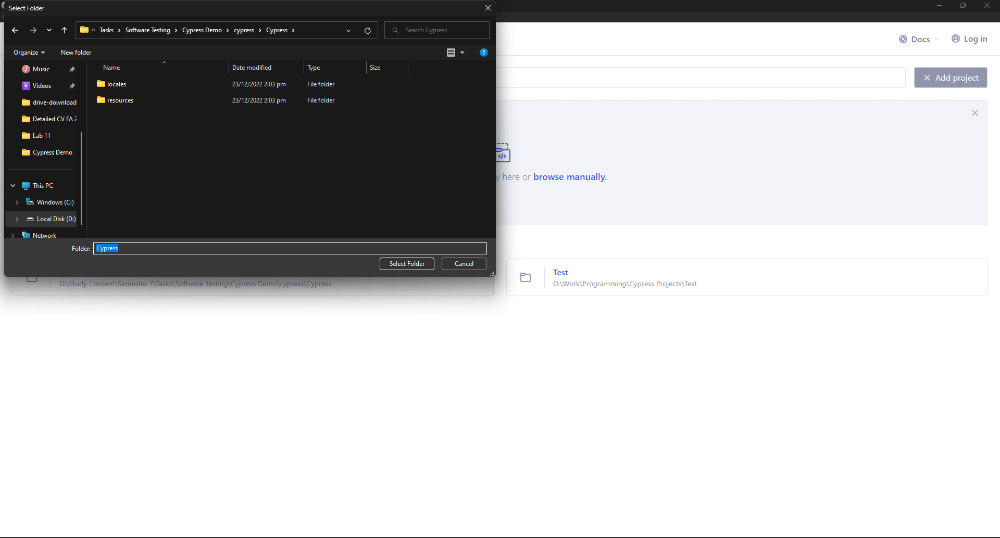 Select Folder
« Tasks › Software Testing › Cypress Demo › cypress › Cypress ›
Search Cypress
Organize
New folder
Docs
Log in
Name
Date modified
Type
Size
Music
Videos
drive-download
Detailed CV FA 2
Lab 11
Cypress Demo
This PC
Windows (C:)
Local Disk (D:)
Network
locales
23/12/2022 2:03 pm
File folder
resources
23/12/2022 2:03 pm
File folder
Add project
here or browse manually.
Folder:
Cypress
Select Folder
Cancel
D:\Study Content\Semester 7\Tasks\Software Testing\Cypress Demo\cypress\Cypress
Test
D:\Work\Programming\Cypress Projects\Test